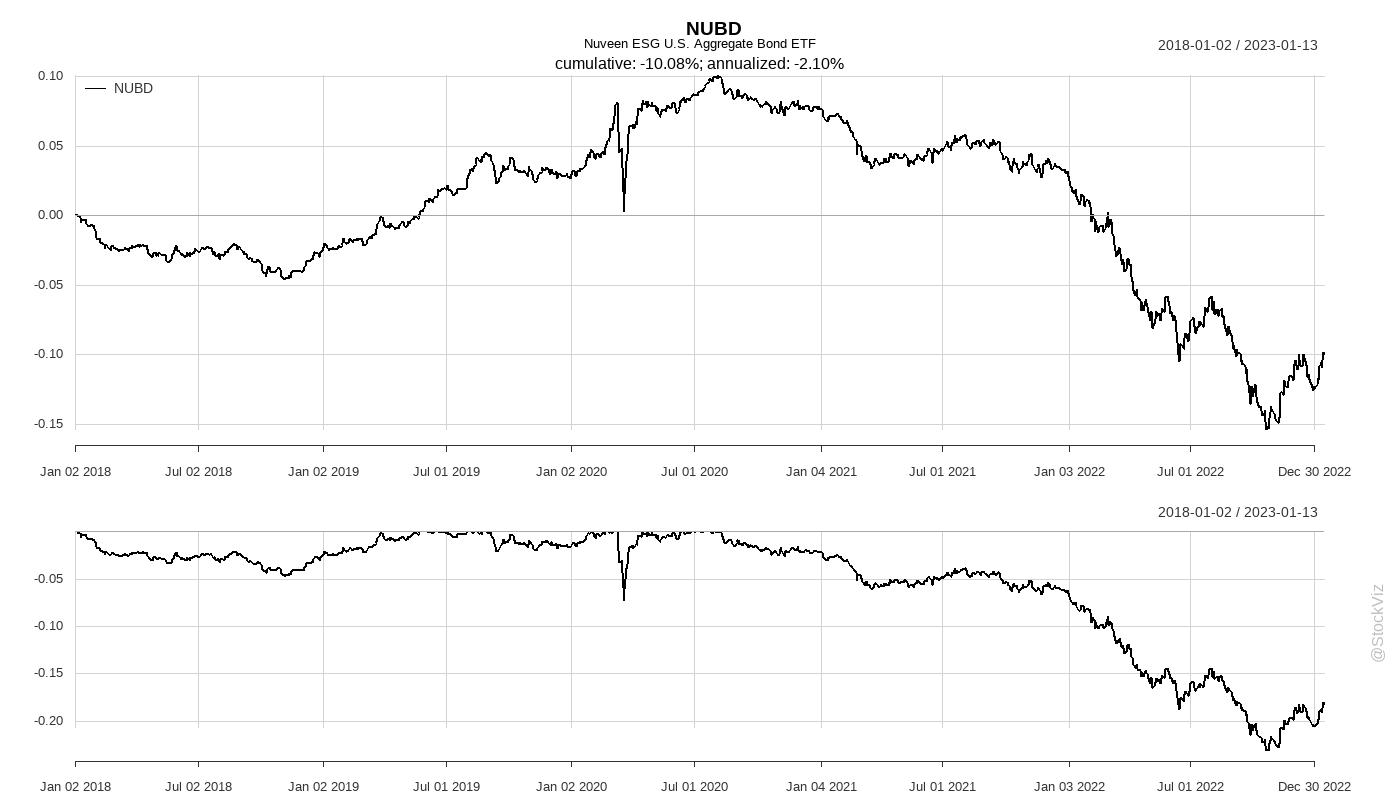 NUBD
Nuveen ESG U.S. Aggregate Bond ETF
2018-01-02 / 2023-01-13
cumulative: -10.08%; annualized: -2.10%
NUBD
0.10
0.05
0.00
-0.05
-0.10
-0.15
Jan 02 2018 Jul 02 2018 Jan 02 2019 Jul 01 2019 Jan 02 2020 Jul 01 2020 Jan 04 2021 Jul 01 2021 Jan 03 2022 Jul 01 2022 Dec 30 2022
2018-01-02 / 2023-01-13
-0.05
-0.10
-0.15
-0.20
Jan 02 2018 Jul 02 2018 Jan 02 2019 Jul 01 2019 Jan 02 2020 Jul 01 2020 Jan 04 2021 Jul 01 2021 Jan 03 2022 Jul 01 2022 Dec 30 2022
@StockViz